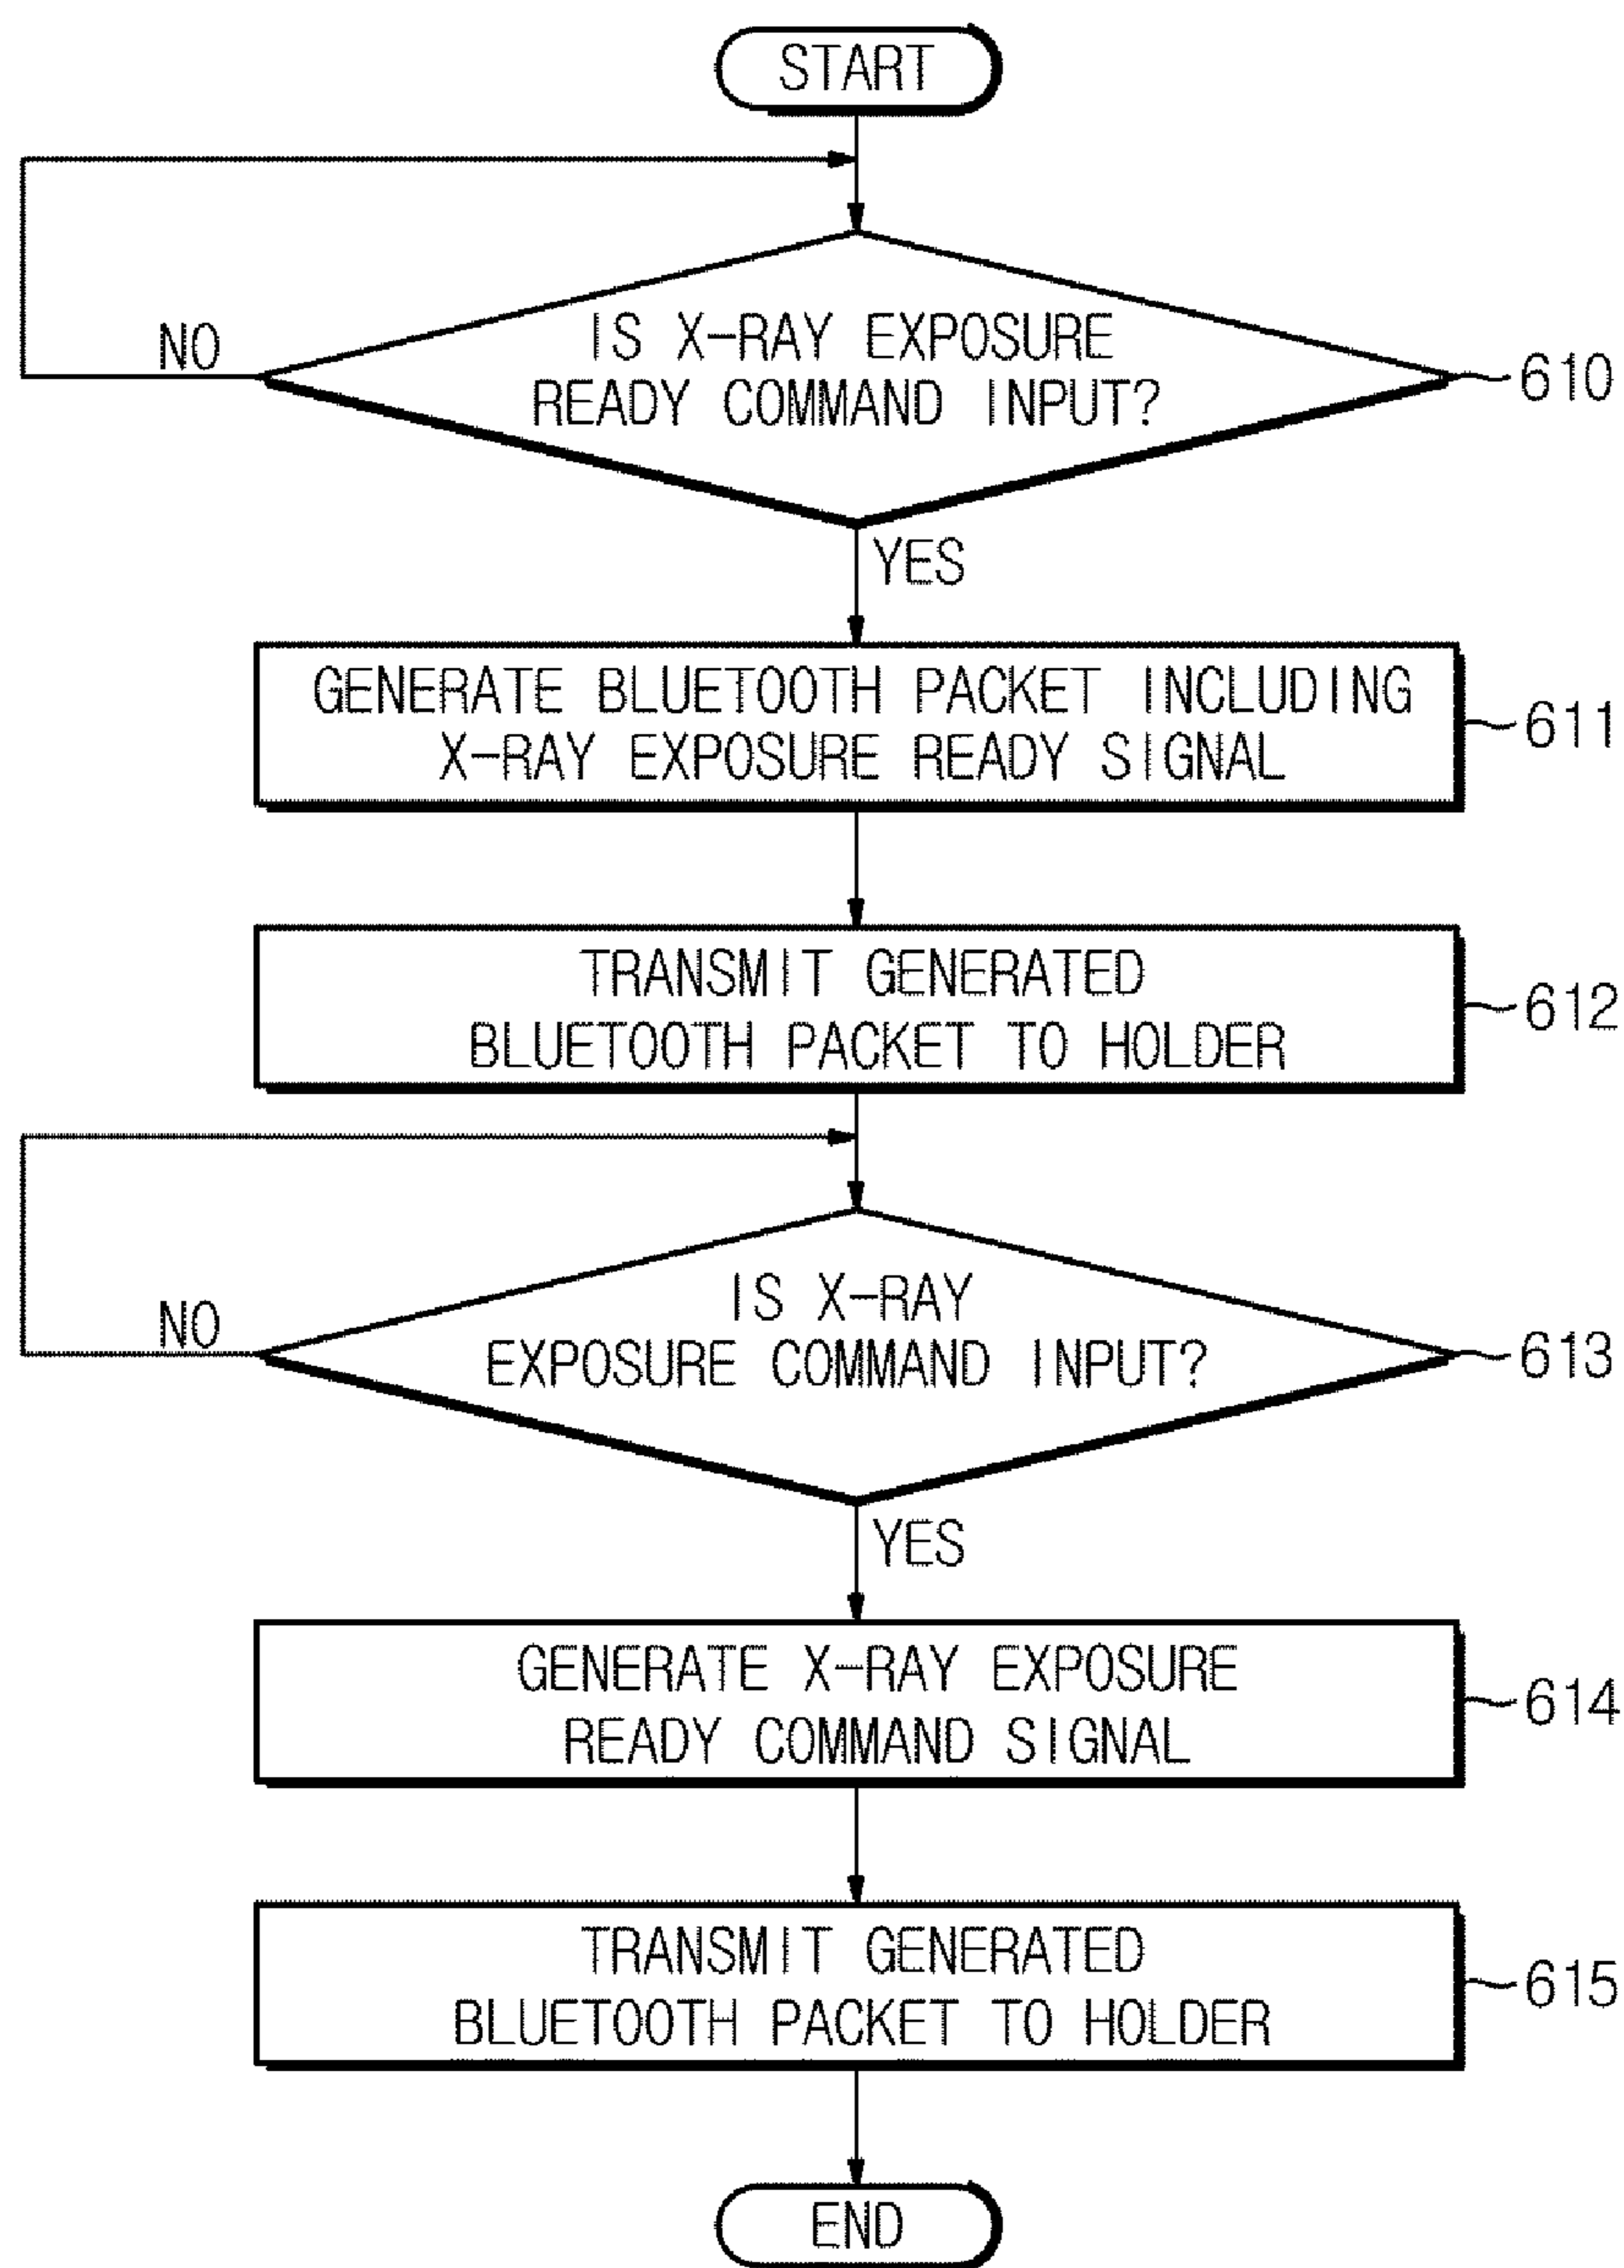 START
NO
IS X-RAY EXPOSURE
READY COMMAND INPUT?
610
YES
GENERATE BLUETOOTH PACKET INCLUDING
X-RAY EXPOSURE READY SIGNAL
611
TRANSMIT GENERATED
BLUETOOTH PACKET TO HOLDER
612
NO
IS X-RAY
EXPOSURE COMMAND INPUT?
613
YES
GENERATE X-RAY EXPOSURE
READY COMMAND SIGNAL
614
TRANSMIT GENERATED
BLUETOOTH PACKET TO HOLDER
615
END